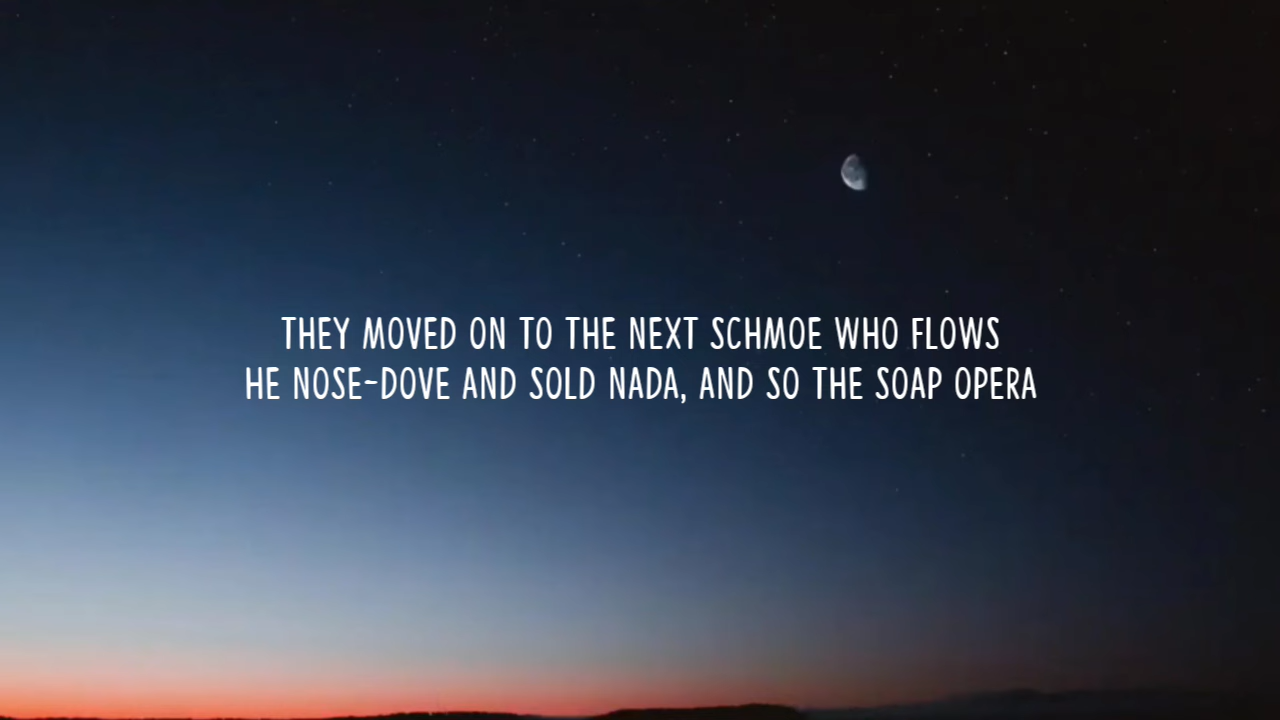 THEY MOVED ON TO THE NEXT SCHMOE WHO FLOWS
HE NOSE-DOVE AND SOLD NADA, AND SO THE SOAP OPERA